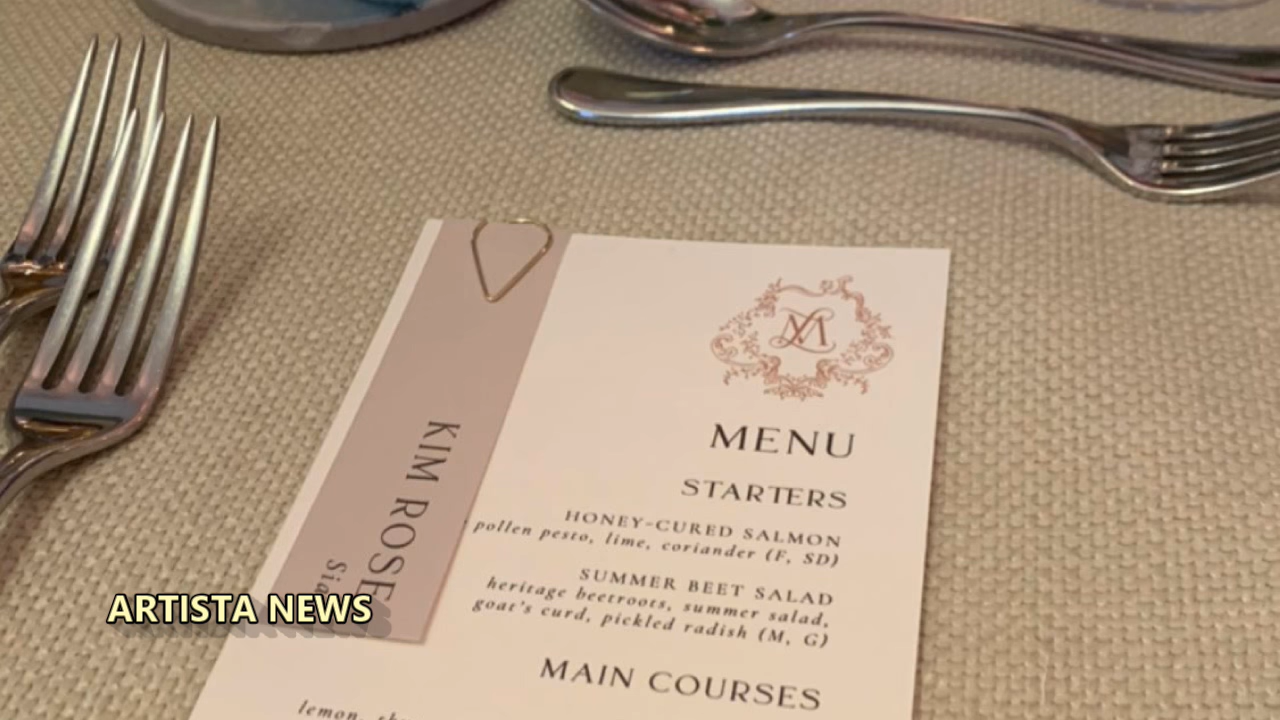 KIM ROSE
MENU
STARTERS
HONEY-CURED SALMON
pollen pesto, lime, coriander (F, SD)
SUMMER BEET SALAD
heritage beetroots, summer salad,
goat's curd, pickled radish (M, G)
MAIN COURSES
lemon,
ARTISTA NEWS